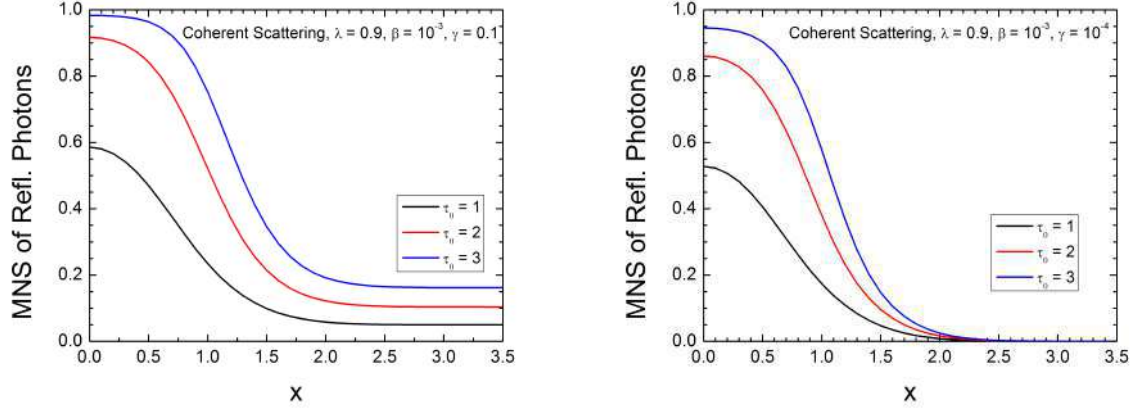 Coherent Scattering, λ = 0.9, β = 10⁻³, γ = 0.1
MNS of Refl. Photons
1.0
0.8
0.6
0.4
0.2
0.0
τ₀ = 1
τ₀ = 2
τ₀ = 3
0.0 0.5 1.0 1.5 2.0 2.5 3.0 3.5
x
Coherent Scattering, λ = 0.9, β = 10⁻³, γ = 10⁻⁴
MNS of Refl. Photons
1.0
0.8
0.6
0.4
0.2
0.0
τ₀ = 1
τ₀ = 2
τ₀ = 3
0.0 0.5 1.0 1.5 2.0 2.5 3.0 3.5
x